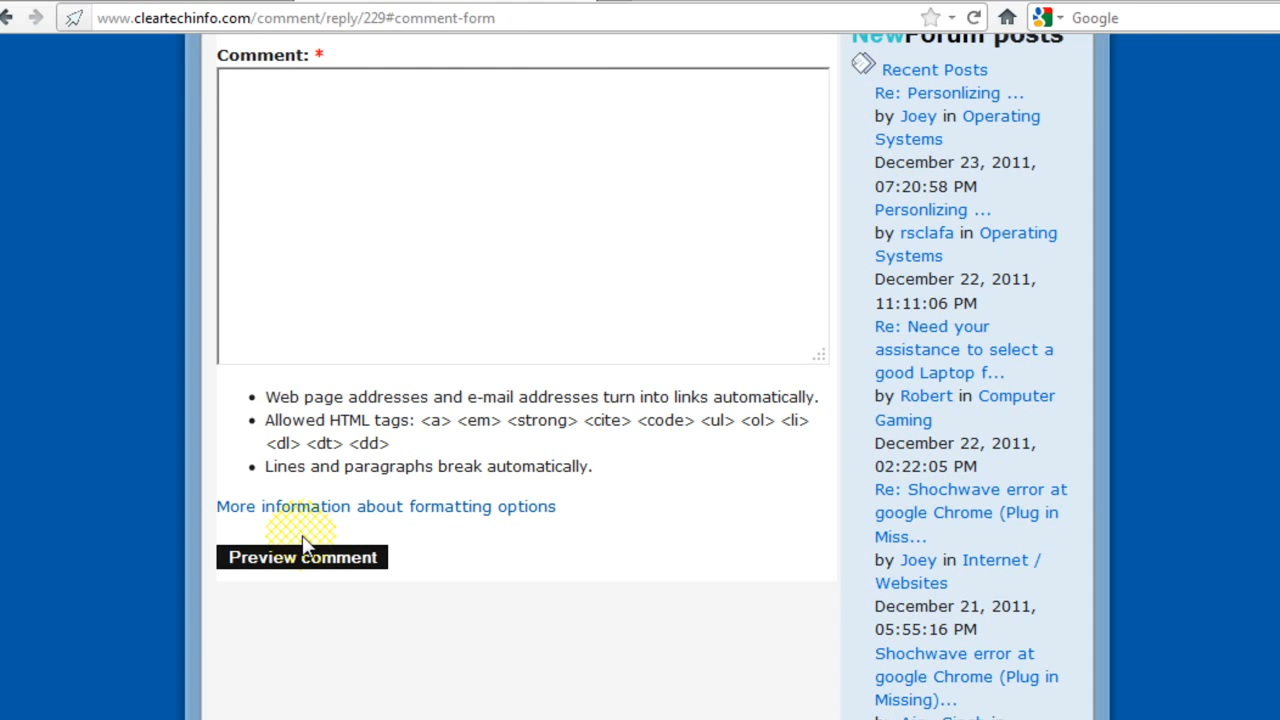 www.cleartechinfo.com/comment/reply/229#comment-form
Google
Comment: *
Web page addresses and e-mail addresses turn into links automatically.
Allowed HTML tags: <a> <em> <strong> <cite> <code> <ul> <ol> <li>
<dl> <dt> <dd>
Lines and paragraphs break automatically.
More information about formatting options
Preview comment
NewForum posts
Recent Posts
Re: Personlizing ...
by Joey in Operating
Systems
December 23, 2011,
07:20:58 PM
Personlizing ...
by rsclafa in Operating
Systems
December 22, 2011,
11:11:06 PM
Re: Need your
assistance to select a
good Laptop f...
by Robert in Computer
Gaming
December 22, 2011,
02:22:05 PM
Re: Shochwave error at
google Chrome (Plug in
Miss...
by Joey in Internet /
Websites
December 21, 2011,
05:55:16 PM
Shochwave error at
google Chrome (Plug in
Missing)...